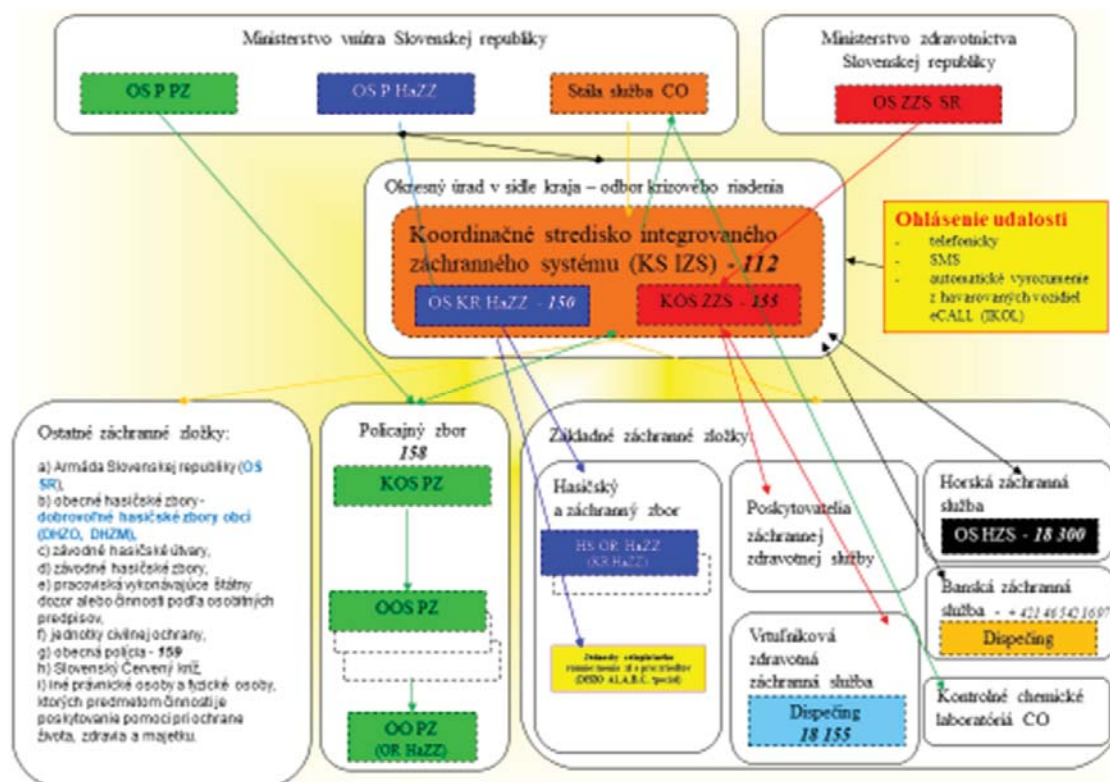 Ministerstvo vnútra Slovenskej republiky
OS P PZ
OS P HaZZ
Stála služba CO
Ministerstvo zdravotníctva
Slovenskej republiky
OS ZZS SR
Okresný úrad v sídle kraja – odbor krízového riadenia
Koordinačné stredisko integrovaného
záchranného systému (KS IZS) - 112
OS KR HaZZ - 150
KOS ZZS - 155
Ohlásenie udalosti
- telefonicky
- SMS
- automatické vyrozumenie
z havarovaných vozidiel
eCALL (IKOL)
Ostatné záchranné zložky:
a) Armáda Slovenskej republiky (OS
SR),
b) obecné hasičské zbory-
dobrovoľné hasičské zbory obcí
(DHZO, DHZM),
c) závodné hasičské útvary,
d) závodné hasičské zbory,
e) pracoviská vykonávajúce štátny
dozor alebo činnosti podľa osobitných
predpisov,
f) jednotky civilnej ochrany,
g) obecná polícia - 159
h) Slovenský Červený kríž,
i) iné právnické osoby a fyzické osoby,
ktorých predmetom činnosti je
poskytovanie pomoci pri ochrane
života, zdravia a majetku.
Policajný zbor
158
KOS PZ
OOS PZ
OO PZ
(OR HaZZ)
Základné záchranné zložky:
Hasičský
a záchranný zbor
HS OR HaZZ
(KR HaZZ)
Poskytovatelia
záchrannej
zdravotnej služby
Vrtuľníková
zdravotná
záchranná služba
Dispečing
18 155
Horská záchranná
služba
OS HZS - 18 300
Banská záchranná
služba - + 421 46 542 1697
Dispečing
Kontrolné chemické
laboratóriá CO